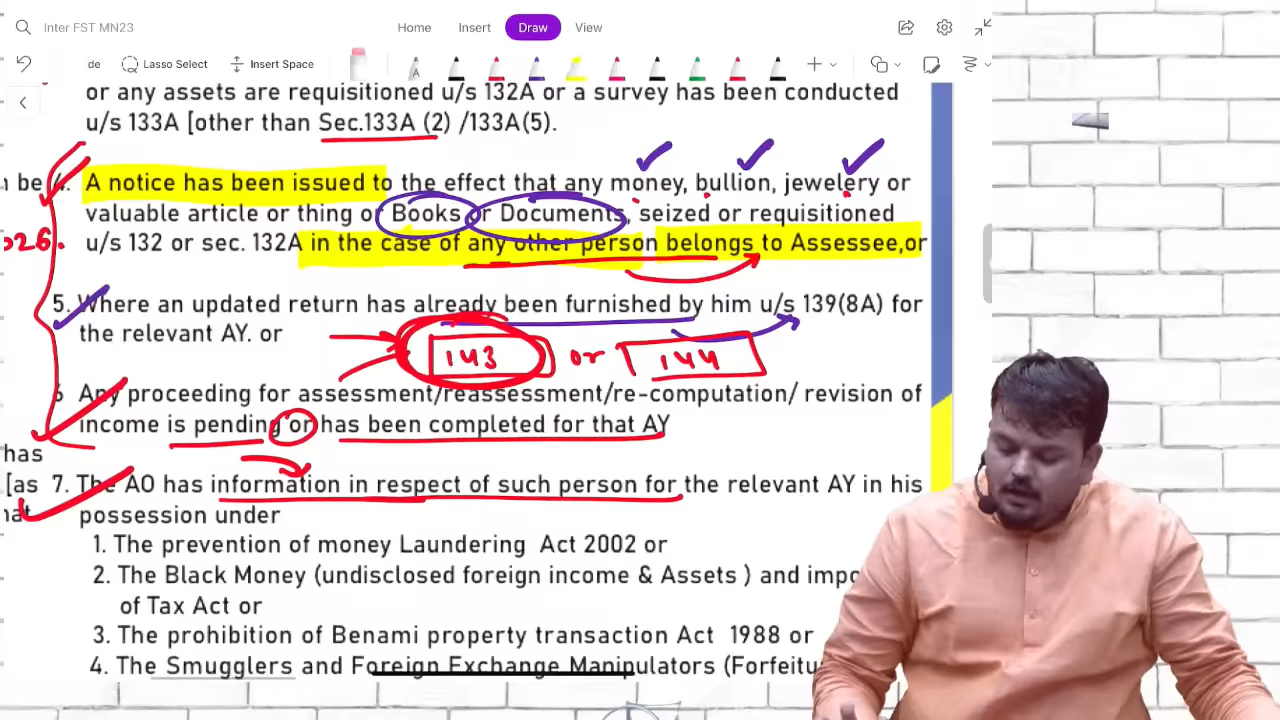 Inter FST MN23
Home Insert Draw View
de Lasso Select Insert Space
or any assets are requisitioned u/s 132A or a survey has been conducted
u/s 133A [other than Sec.133A (2) /133A(5).
be 4. A notice has been issued to the effect that any money, bullion, jewelery or
valuable article or thing or Books or Documents, seized or requisitioned
026. u/s 132 or sec. 132A in the case of any other person belongs to Assessee,or
5. Where an updated return has already been furnished by him u/s 139(8A) for
the relevant AY. or
143 or 144
6 Any proceeding for assessment/reassessment/re-computation/ revision of
income is pending or has been completed for that AY
has
[as 7. The AO has information in respect of such person for the relevant AY in his
possession under
1. The prevention of money Laundering Act 2002 or
2. The Black Money (undisclosed foreign income & Assets ) and
of Tax Act or
3. The prohibition of Benami property transaction Act 1988 or
4. The Smugglers and Foreign Exchange Manipulators